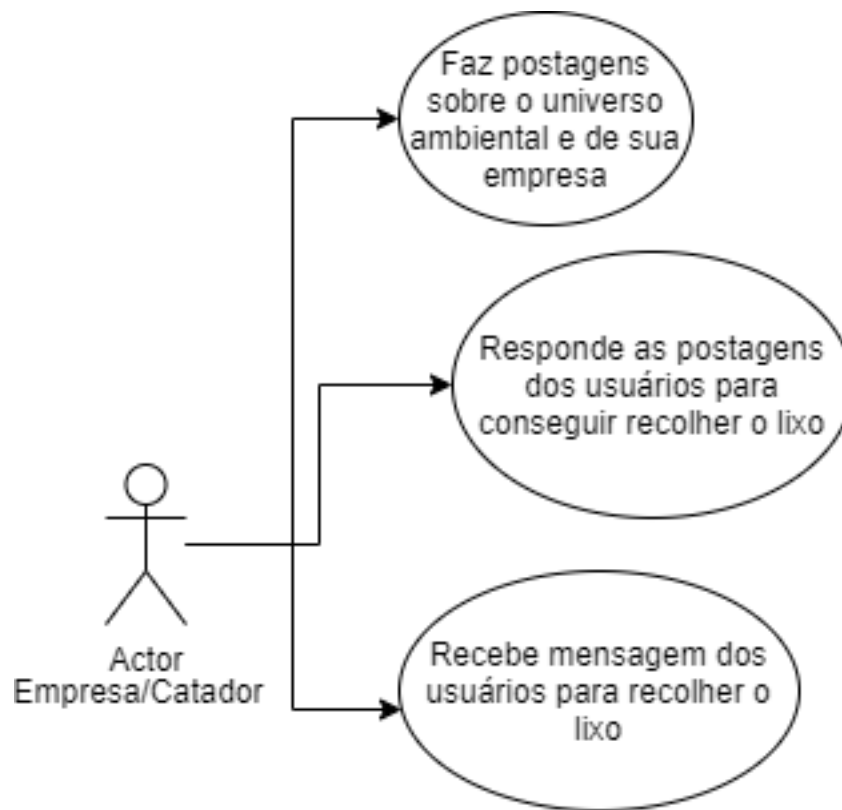 Faz postagens
sobre o universo
ambiental e de sua
empresa
Responde as postagens
dos usuários para
conseguir recolher o lixo
Actor
Empresa/Catador
Recebe mensagem dos
usuários para recolher o
lixo